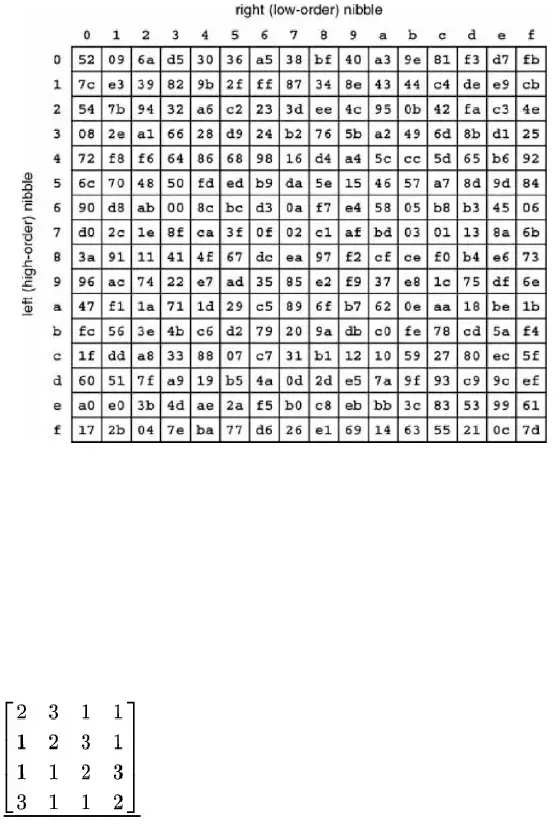 right (low-order) nibble
0 1 2 3 4 5 6 7 8 9 a b c d e f
left (high-order) nibble
0 52 09 6a d5 30 36 a5 38 bf 40 a3 9e 81 f3 d7 fb
1 7c e3 39 82 9b 2f ff 87 34 8e 43 44 c4 de e9 cb
2 54 7b 94 32 a6 c2 23 3d ee 4c 95 0b 42 fa c3 4e
3 08 2e a1 66 28 d9 24 b2 76 5b a2 49 6d 8b d1 25
4 72 f8 f6 64 86 68 98 16 d4 a4 5c cc 5d 65 b6 92
5 6c 70 48 50 fd ed b9 da 5e 15 46 57 a7 8d 9d 84
6 90 d8 ab 00 8c bc d3 0a f7 e4 58 05 b8 b3 45 06
7 d0 2c 1e 8f ca 3f 0f 02 c1 af bd 03 01 13 8a 6b
8 3a 91 11 41 4f 67 dc ea 97 f2 cf ce f0 b4 e6 73
9 96 ac 74 22 e7 ad 35 85 e2 f9 37 e8 1c 75 df 6e
a 47 f1 1a 71 1d 29 c5 89 6f b7 62 0e aa 18 be 1b
b fc 56 3e 4b c6 d2 79 20 9a db c0 fe 78 cd 5a f4
c 1f dd a8 33 88 07 c7 31 b1 12 10 59 27 80 ec 5f
d 60 51 7f a9 19 b5 4a 0d 2d e5 7a 9f 93 c9 9c ef
e a0 e0 3b 4d ae 2a f5 b0 c8 eb bb 3c 83 53 99 61
f 17 2b 04 7e ba 77 d6 26 e1 69 14 63 55 21 0c 7d
2 3 1 1
1 2 3 1
1 1 2 3
3 1 1 2